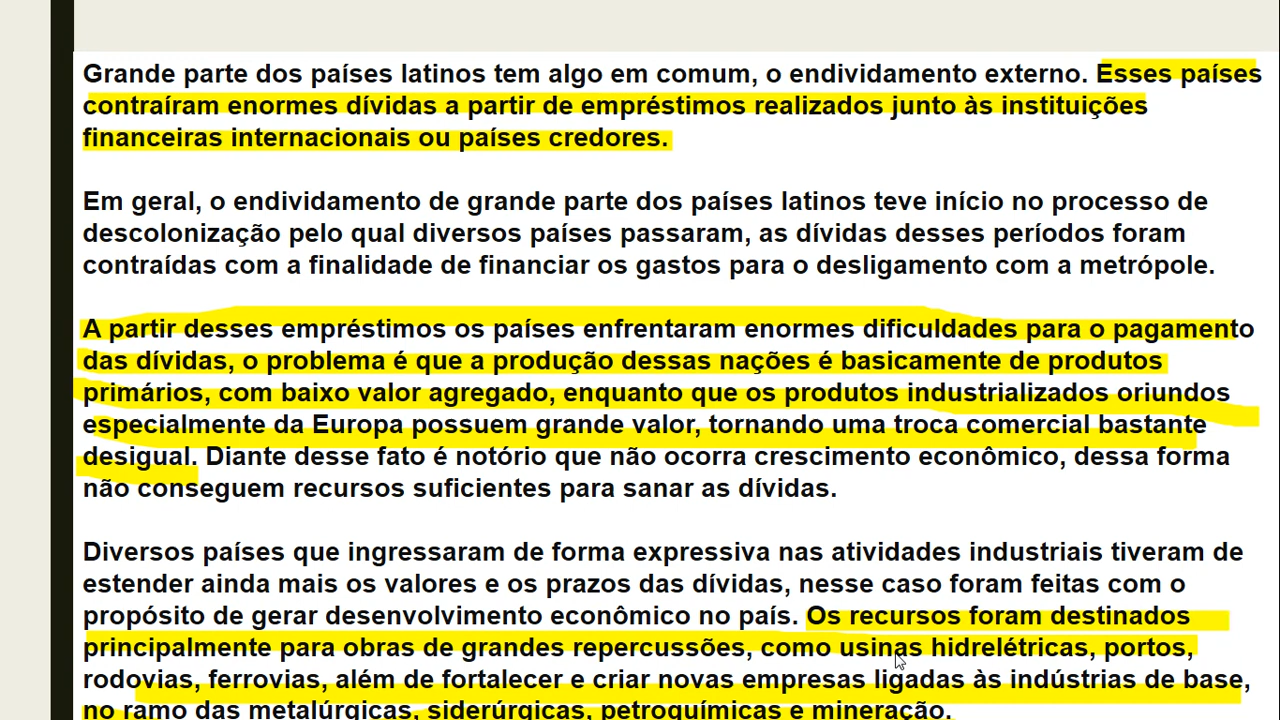 Grande parte dos países latinos tem algo em comum, o endividamento externo. Esses países
contraíram enormes dívidas a partir de empréstimos realizados junto às instituições
financeiras internacionais ou países credores.
Em geral, o endividamento de grande parte dos países latinos teve início no processo de
descolonização pelo qual diversos países passaram, as dívidas desses períodos foram
contraídas com a finalidade de financiar os gastos para o desligamento com a metrópole.
A partir desses empréstimos os países enfrentaram enormes dificuldades para o pagamento
das dívidas, o problema é que a produção dessas nações é basicamente de produtos
primários, com baixo valor agregado, enquanto que os produtos industrializados oriundos
especialmente da Europa possuem grande valor, tornando uma troca comercial bastante
desigual. Diante desse fato é notório que não ocorra crescimento econômico, dessa forma
não conseguem recursos suficientes para sanar as dívidas.
Diversos países que ingressaram de forma expressiva nas atividades industriais tiveram de
estender ainda mais os valores e os prazos das dívidas, nesse caso foram feitas com o
propósito de gerar desenvolvimento econômico no país. Os recursos foram destinados
principalmente para obras de grandes repercussões, como usinas hidrelétricas, portos,
rodovias, ferrovias, além de fortalecer e criar novas empresas ligadas às indústrias de base,
no ramo das metalúrgicas, siderúrgicas, petroquímicas e mineração.